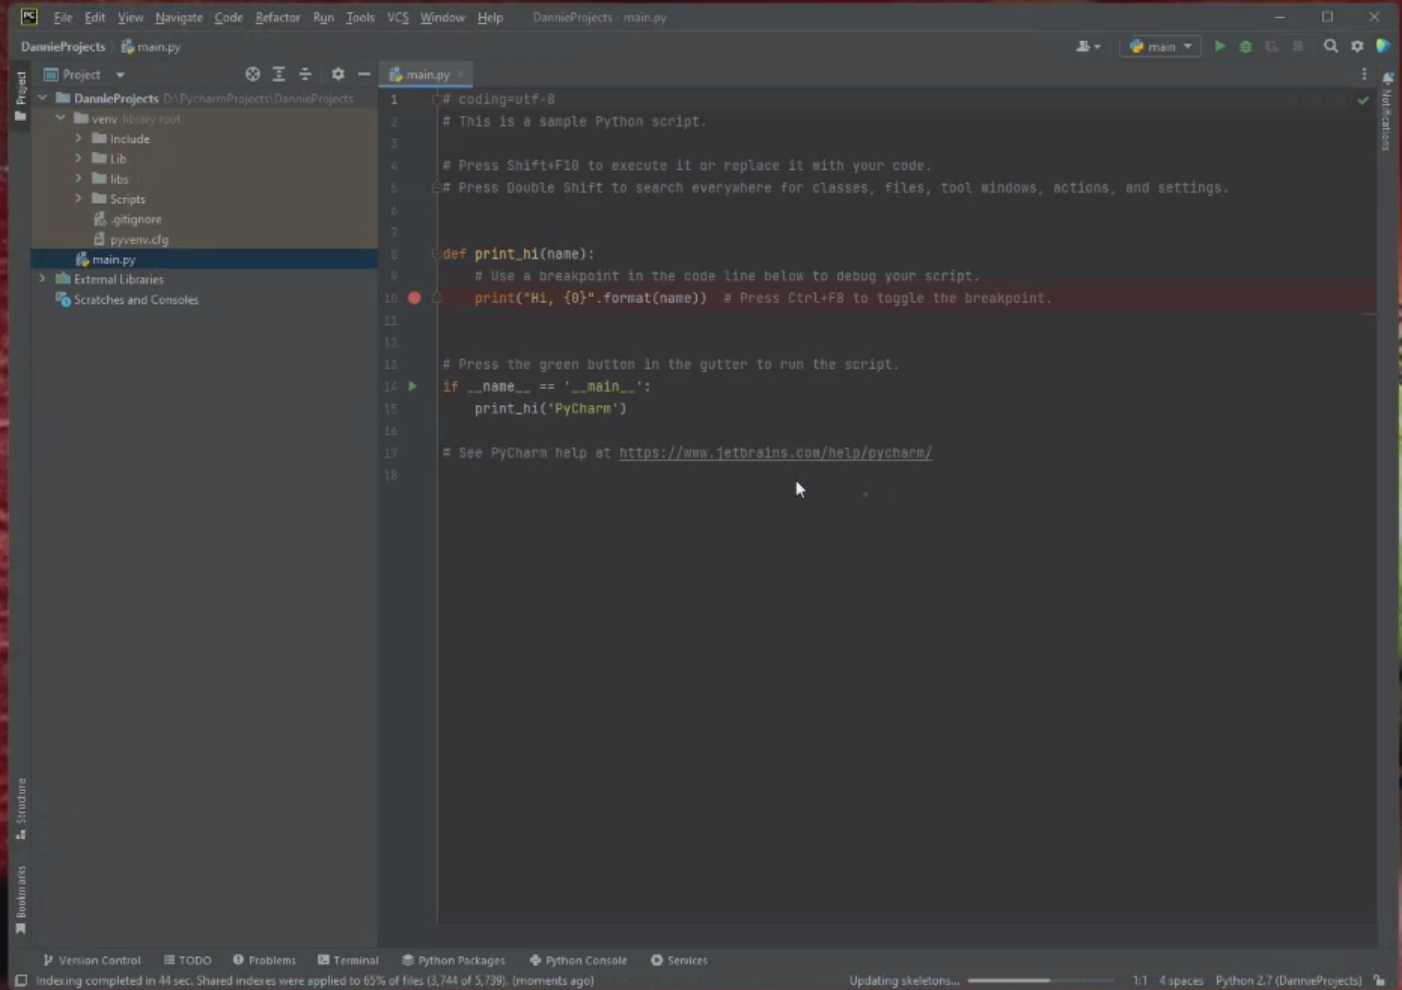 PC File Edit View Navigate Code Refactor Run Tools VCS Window Help DannieProjects - main.py
DannieProjects main.py
main
Project
Project
main.py
Notifications
DannieProjects D:\PycharmProjects\DannieProjects
venv library root
Include
Lib
libs
Scripts
.gitignore
pyvenv.cfg
main.py
External Libraries
Scratches and Consoles
1 # coding=utf-8
2 # This is a sample Python script.
3
4 # Press Shift+F10 to execute it or replace it with your code.
5 # Press Double Shift to search everywhere for classes, files, tool windows, actions, and settings.
6
7
8 def print_hi(name):
9 # Use a breakpoint in the code line below to debug your script.
10 print("Hi, {0}".format(name)) # Press Ctrl+F8 to toggle the breakpoint.
11
12
13 # Press the green button in the gutter to run the script.
14 if __name__ == '__main__':
15 print_hi('PyCharm')
16
17 # See PyCharm help at https://www.jetbrains.com/help/pycharm/
18
Structure
Bookmarks
Version Control TODO Problems Terminal Python Packages Python Console Services
Indexing completed in 44 sec. Shared indexes were applied to 65% of files (3,744 of 5,739). (moments ago) Updating skeletons... 1:1 4 spaces Python 2.7 (DannieProjects)